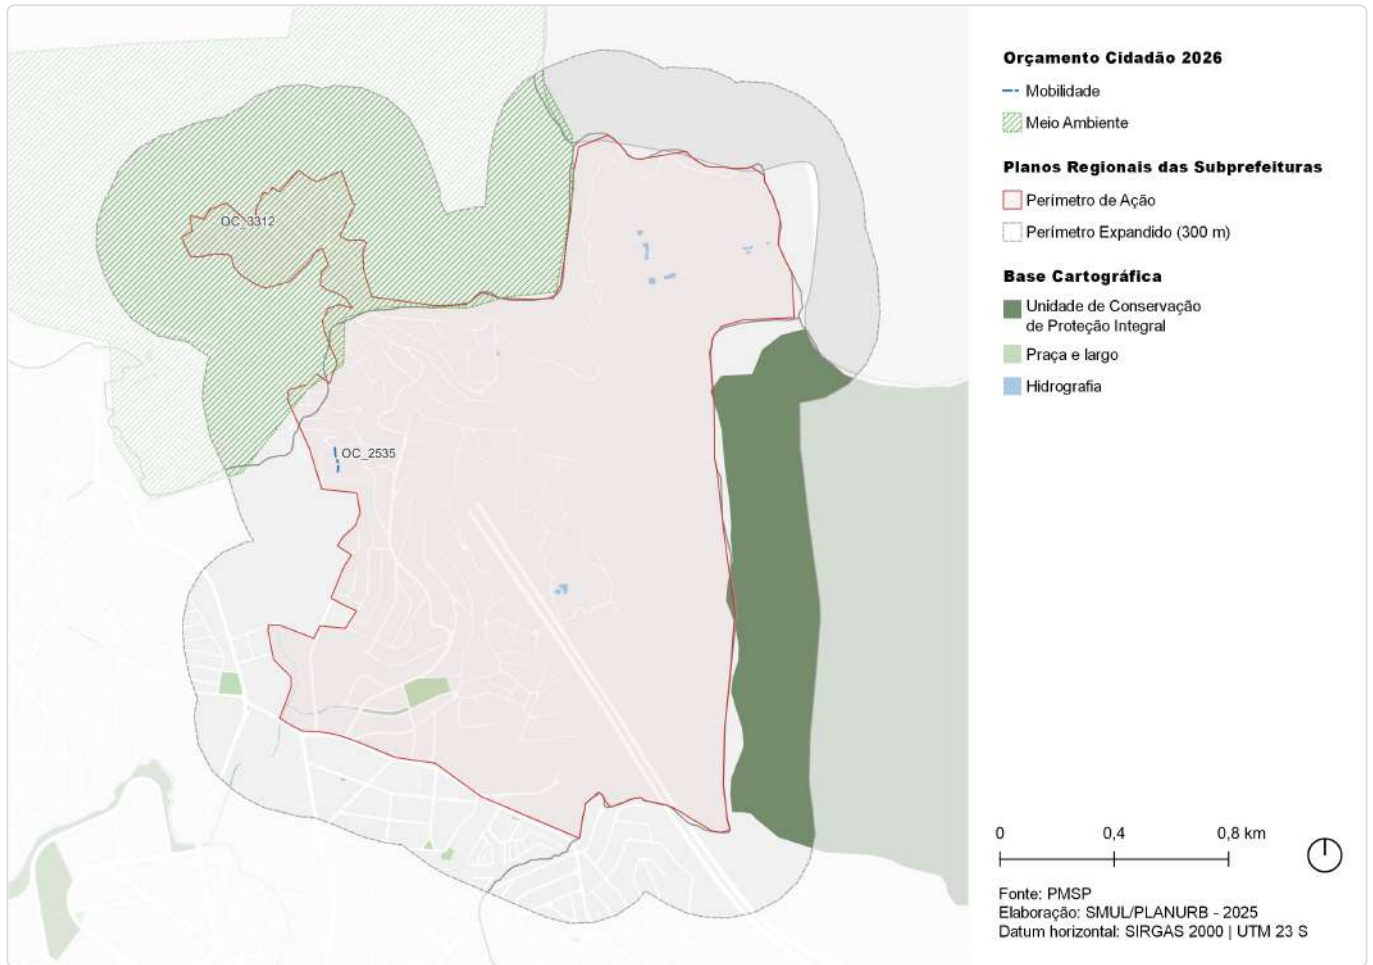 OC_3312
OC_2535
Orçamento Cidadão 2026
Mobilidade
Meio Ambiente
Planos Regionais das Subprefeituras
Perímetro de Ação
Perímetro Expandido (300 m)
Base Cartográfica
Unidade de Conservação
de Proteção Integral
Praça e largo
Hidrografia
0 0,4 0,8 km
Fonte: PMSP
Elaboração: SMUL/PLANURB - 2025
Datum horizontal: SIRGAS 2000 | UTM 23 S